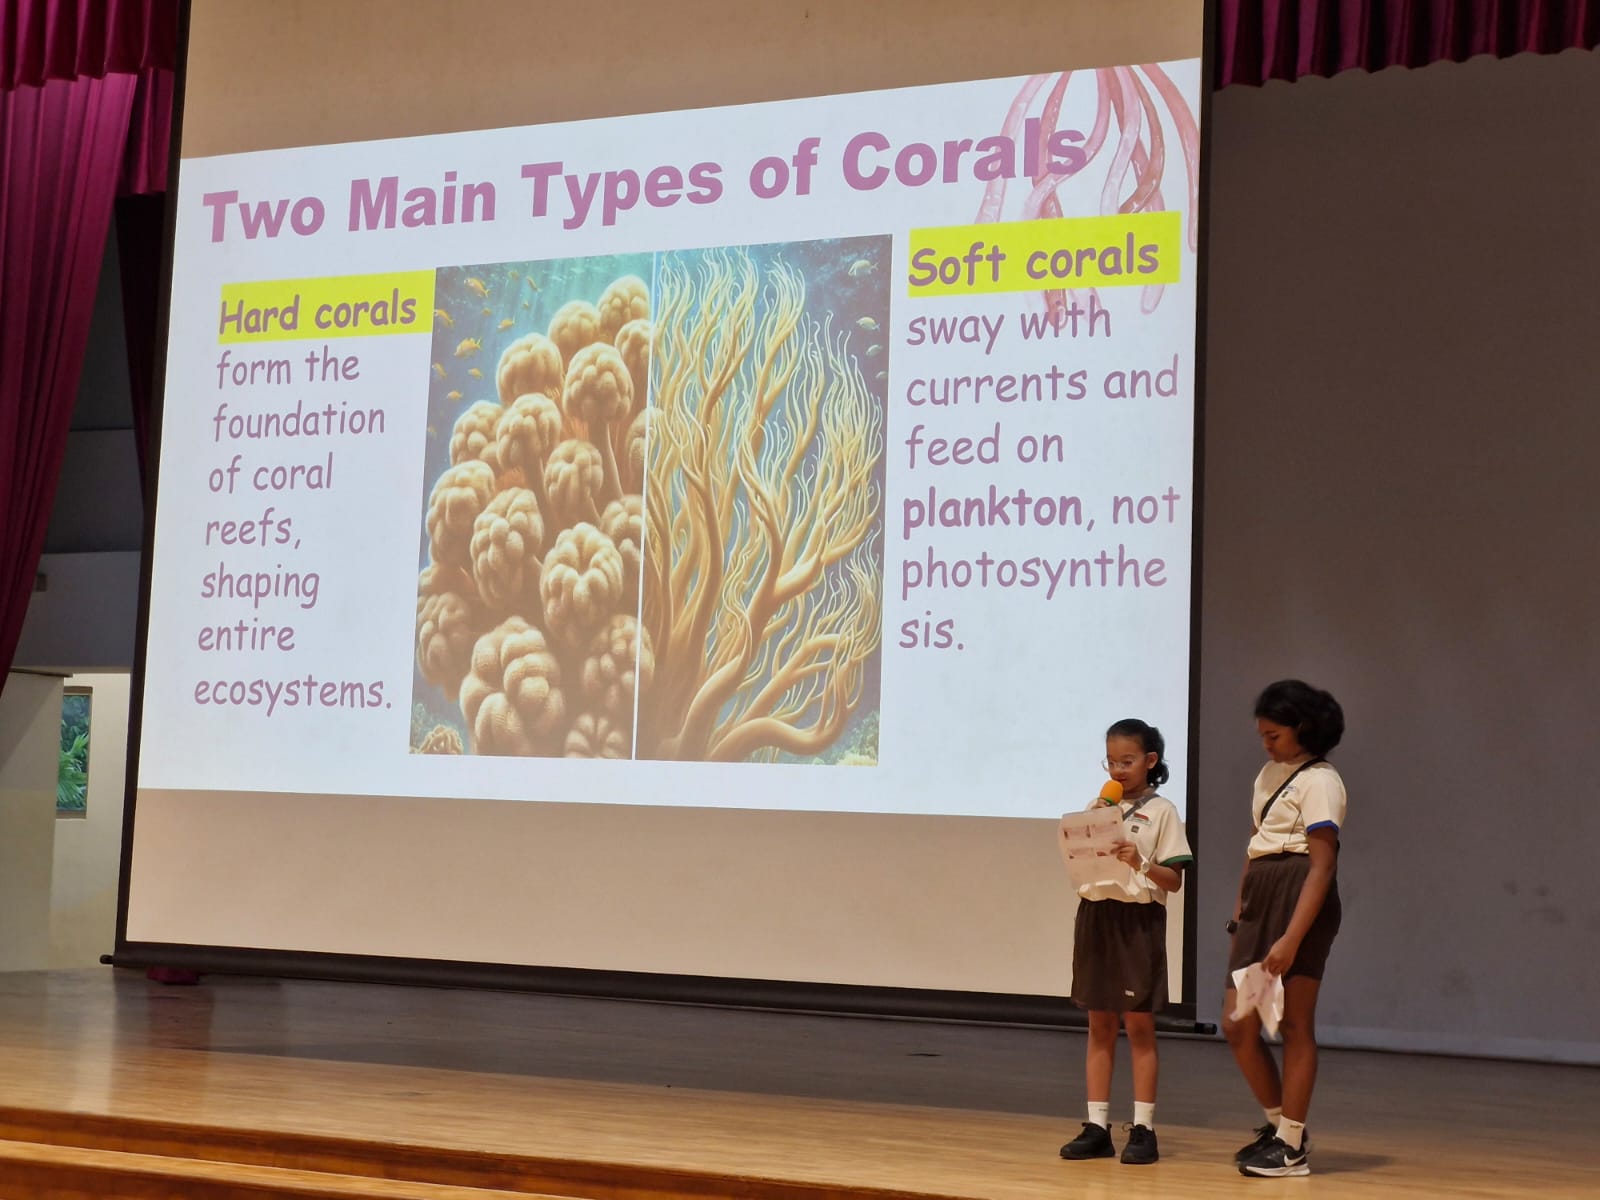 Two Main Types of Corals
Hard corals
form the
foundation
of coral
reefs,
shaping
entire
ecosystems.
Soft corals
sway with
currents and
feed on
plankton, not
photosynthe
sis.